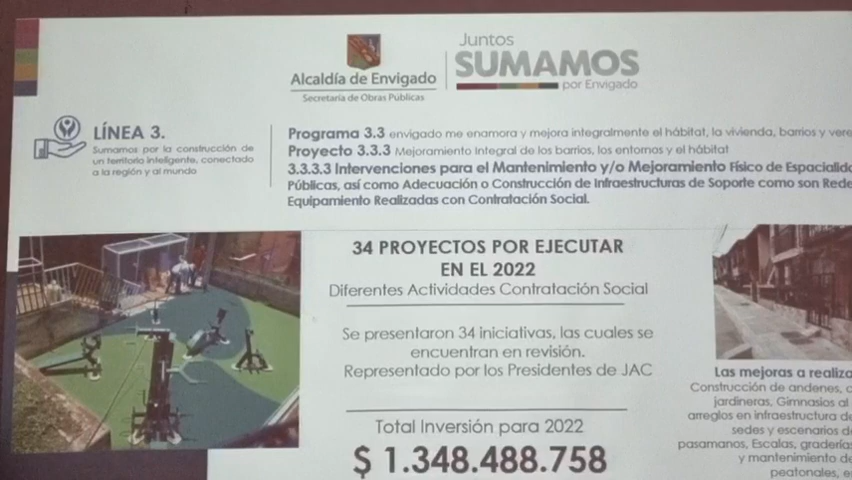 Alcaldía de Envigado
Secretaría de Obras Públicas
Juntos
SUMAMOS
por Envigado
LÍNEA 3.
Sumamos por la construcción de
un territorio inteligente, conectado
a la región y al mundo
Programa 3.3 envigado me enamora y mejora integralmente el hábitat, la vivienda, barrios y
Proyecto 3.3.3 Mejoramiento Integral de los barrios, los entornos y el hábitat
3.3.3.3 Intervenciones para el Mantenimiento y/o Mejoramiento Físico de
Públicas, así como Adecuación o Construcción de Infraestructuras de Soporte como son
Equipamiento Realizadas con Contratación Social.
34 PROYECTOS POR EJECUTAR
EN EL 2022
Diferentes Actividades Contratación Social
Se presentaron 34 iniciativas, las cuales se
encuentran en revisión.
Representado por los Presidentes de JAC
Total Inversión para 2022
$ 1.348.488.758
Las mejoras a
Construcción de andenes,
jardineras, Gimnasios al
arreglos en infraestructura
sedes y escenarios
pasamanos, Escalas,
y mantenimiento
peatonales,